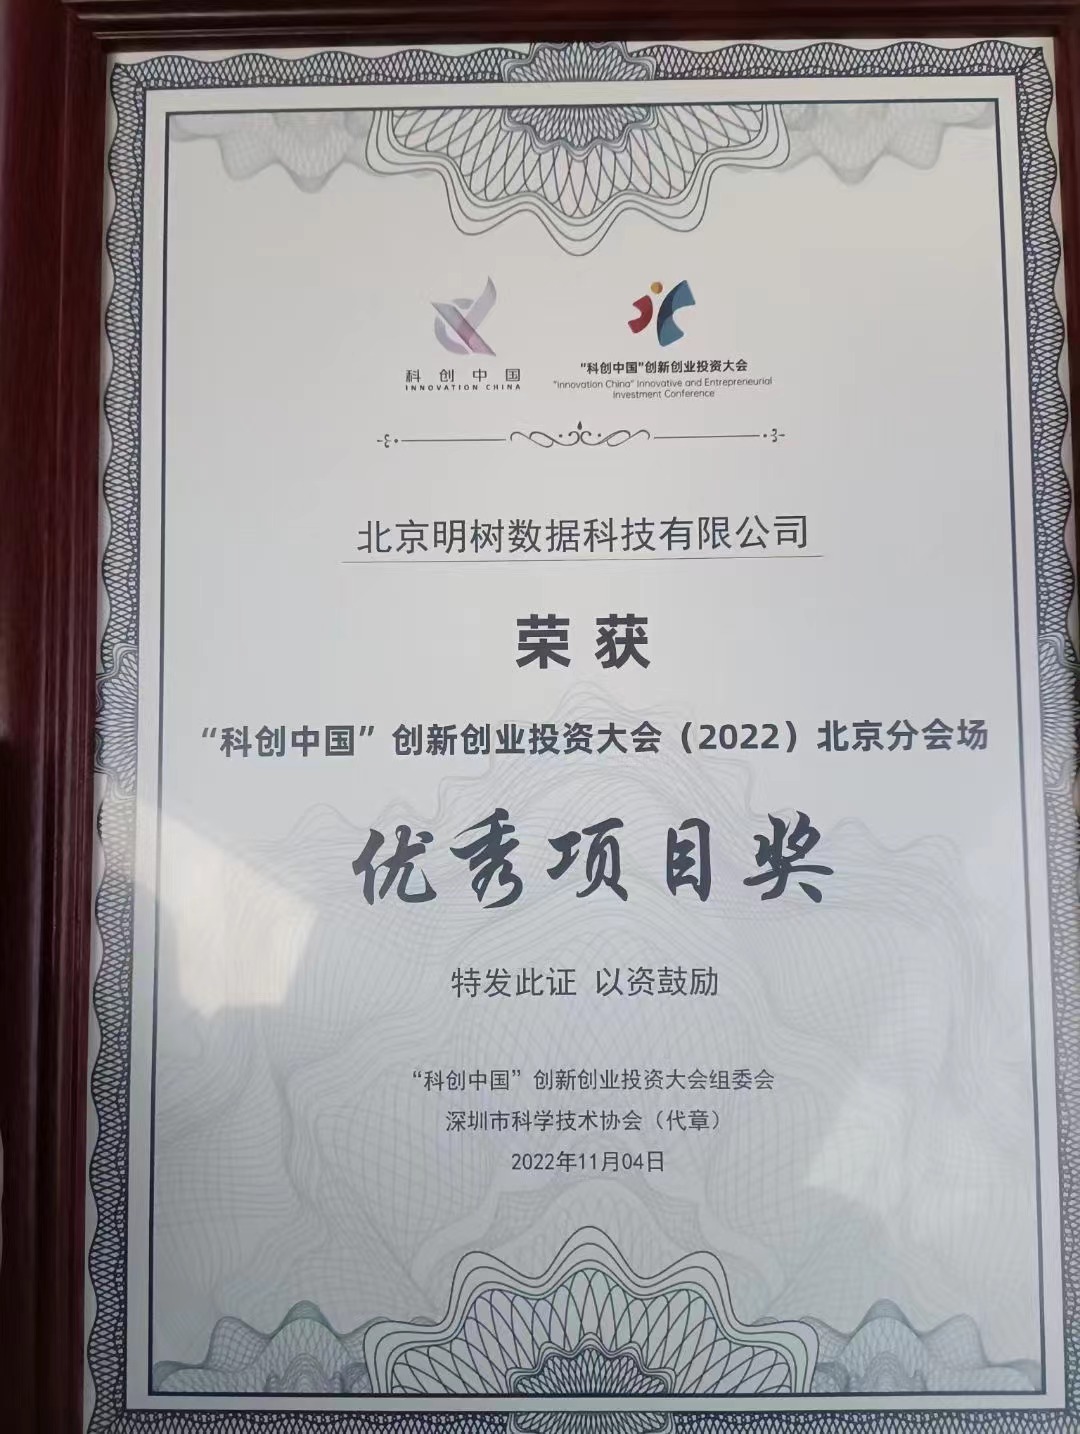 科创中国
INNOVATION CHINA
“科创中国”创新创业投资大会
“Innovation China” Innovative and Entrepreneurial
Investment Conference
北京明树数据科技有限公司
荣获
“科创中国”创新创业投资大会（2022）北京分会场
优秀项目奖
特发此证 以资鼓励
“科创中国”创新创业投资大会组委会
深圳市科学技术协会（代章）
2022年11月04日